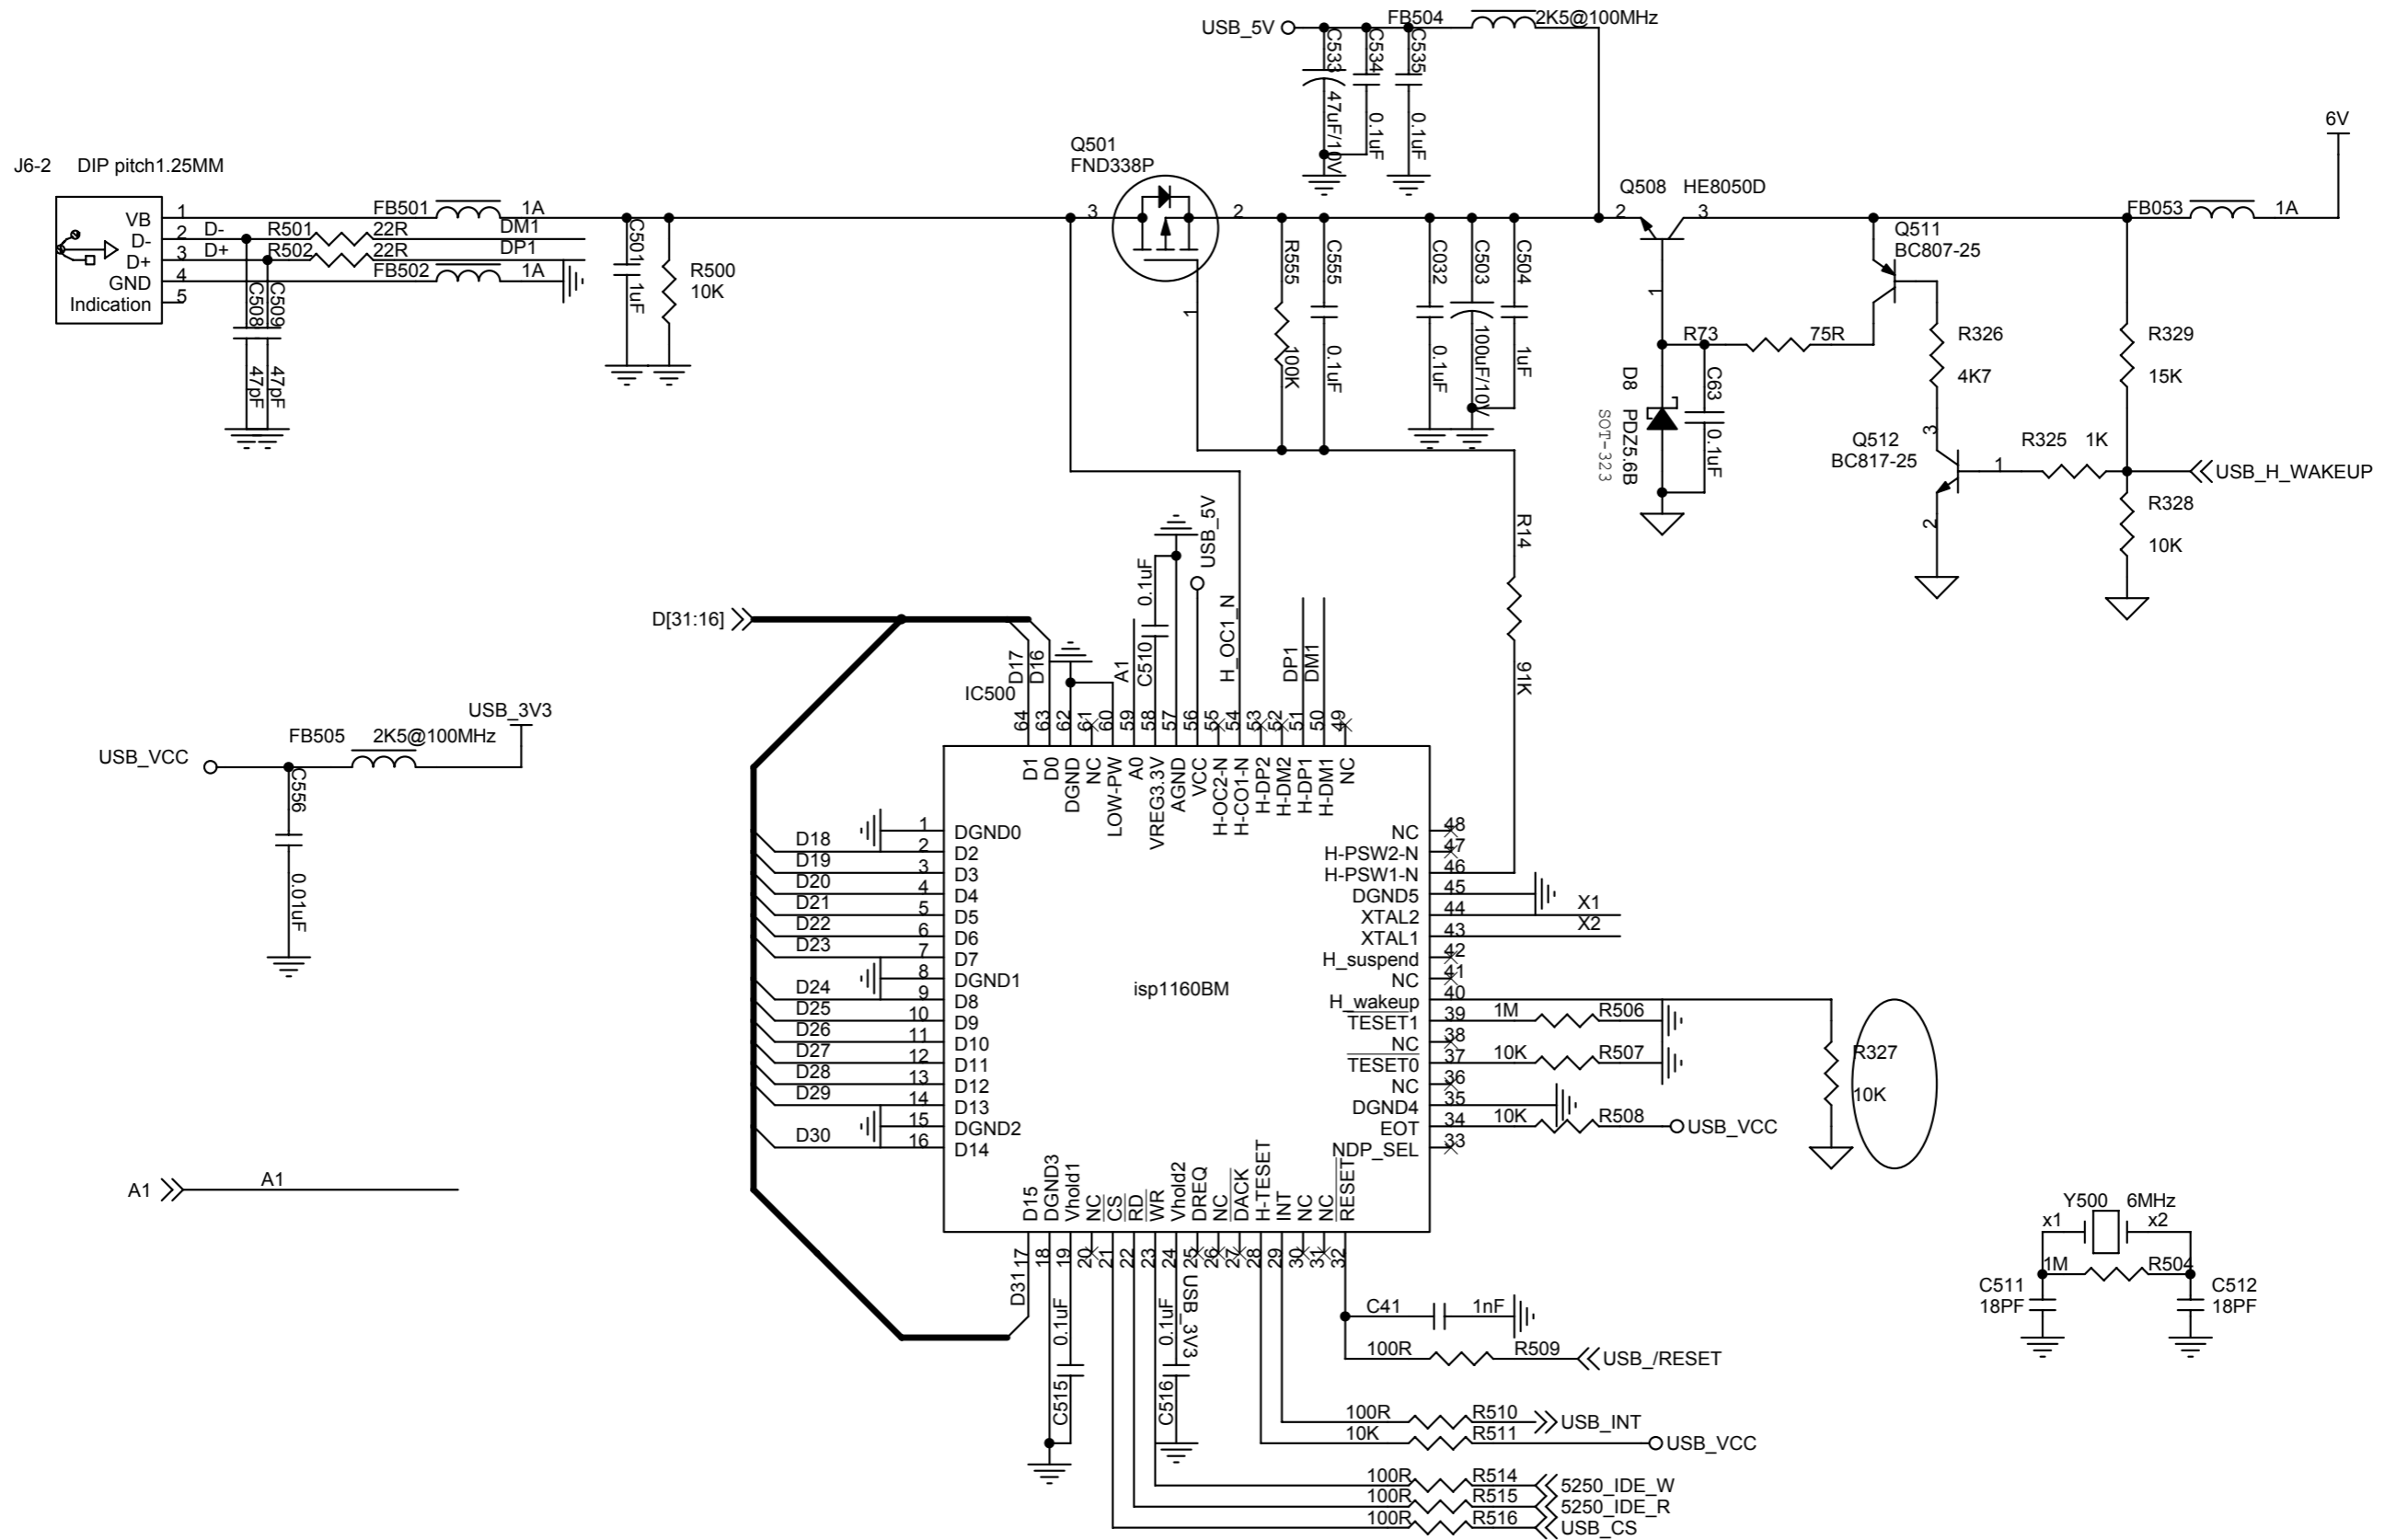 USB_5V
FB504 2K5@100MHz
C533 47uF/10V
C534 0.1uF
C535 0.1uF
6V
J6-2 DIP pitch1.25MM
VB
D-
D+
GND
Indication
1
2
3
4
5
D-
D+
FB501 1A
R501 22R DM1
R502 22R DP1
FB502 1A
C508 47pF
C509 47pF
C501 1uF
R500
10K
Q501
FND338P
3
2
1
R555 100K
C555 0.1uF
C032 0.1uF
C503 100uF/10V
C504 1uF
Q508 HE8050D
2
3
1
FB053 1A
Q511
BC807-25
R73 75R
D8 PDZ5.6B
SOT-323
C63 0.1uF
R326
4K7
R329
15K
Q512
BC817-25
3
1
2
R325 1K
USB_H_WAKEUP
R328
10K
R14 91K
D[31:16]
D17
D16
A1
C510 0.1uF
USB_5V
H_OC1_N
DP1
DM1
IC500
64
63
62
61
60
59
58
57
56
55
54
53
52
51
50
49
D1
D0
DGND
NC
LOW-PW
A0
VREG3.3V
AGND
VCC
H-OC2-N
H-CO1-N
H-DP2
H-DM2
H-DP1
H-DM1
NC
USB_3V3
USB_VCC
FB505 2K5@100MHz
C556 0.01uF
1 DGND0
D18 2 D2
D19 3 D3
D20 4 D4
D21 5 D5
D22 6 D6
D23 7 D7
8 DGND1
D24 9 D8
D25 10 D9
D26 11 D10
D27 12 D11
D28 13 D12
D29 14 D13
15 DGND2
D30 16 D14
isp1160BM
NC 48
H-PSW2-N 47
H-PSW1-N 46
DGND5 45
XTAL2 44 X1
XTAL1 43 X2
H_suspend 42
NC 41
H_wakeup 40
TESET1 39 1M R506
NC 38
TESET0 37 10K R507
NC 36
DGND4 35
EOT 34 10K R508 USB_VCC
NDP_SEL 33
R327
10K
A1 A1
D15
DGND3
Vhold1
NC
CS
RD
WR
Vhold2
DREQ
NC
DACK
H-TESET
INT
NC
NC
RESET
17
18
19
20
21
22
23
24
25
26
27
28
29
30
31
32
D31
C515 0.1uF
C516 0.1uF
USB_3V3
C41 1nF
100R R509 USB_/RESET
100R R510 USB_INT
10K R511 USB_VCC
100R R514 5250_IDE_W
100R R515 5250_IDE_R
100R R516 USB_CS
Y500 6MHz
x1 x2
1M R504
C511
18PF
C512
18PF